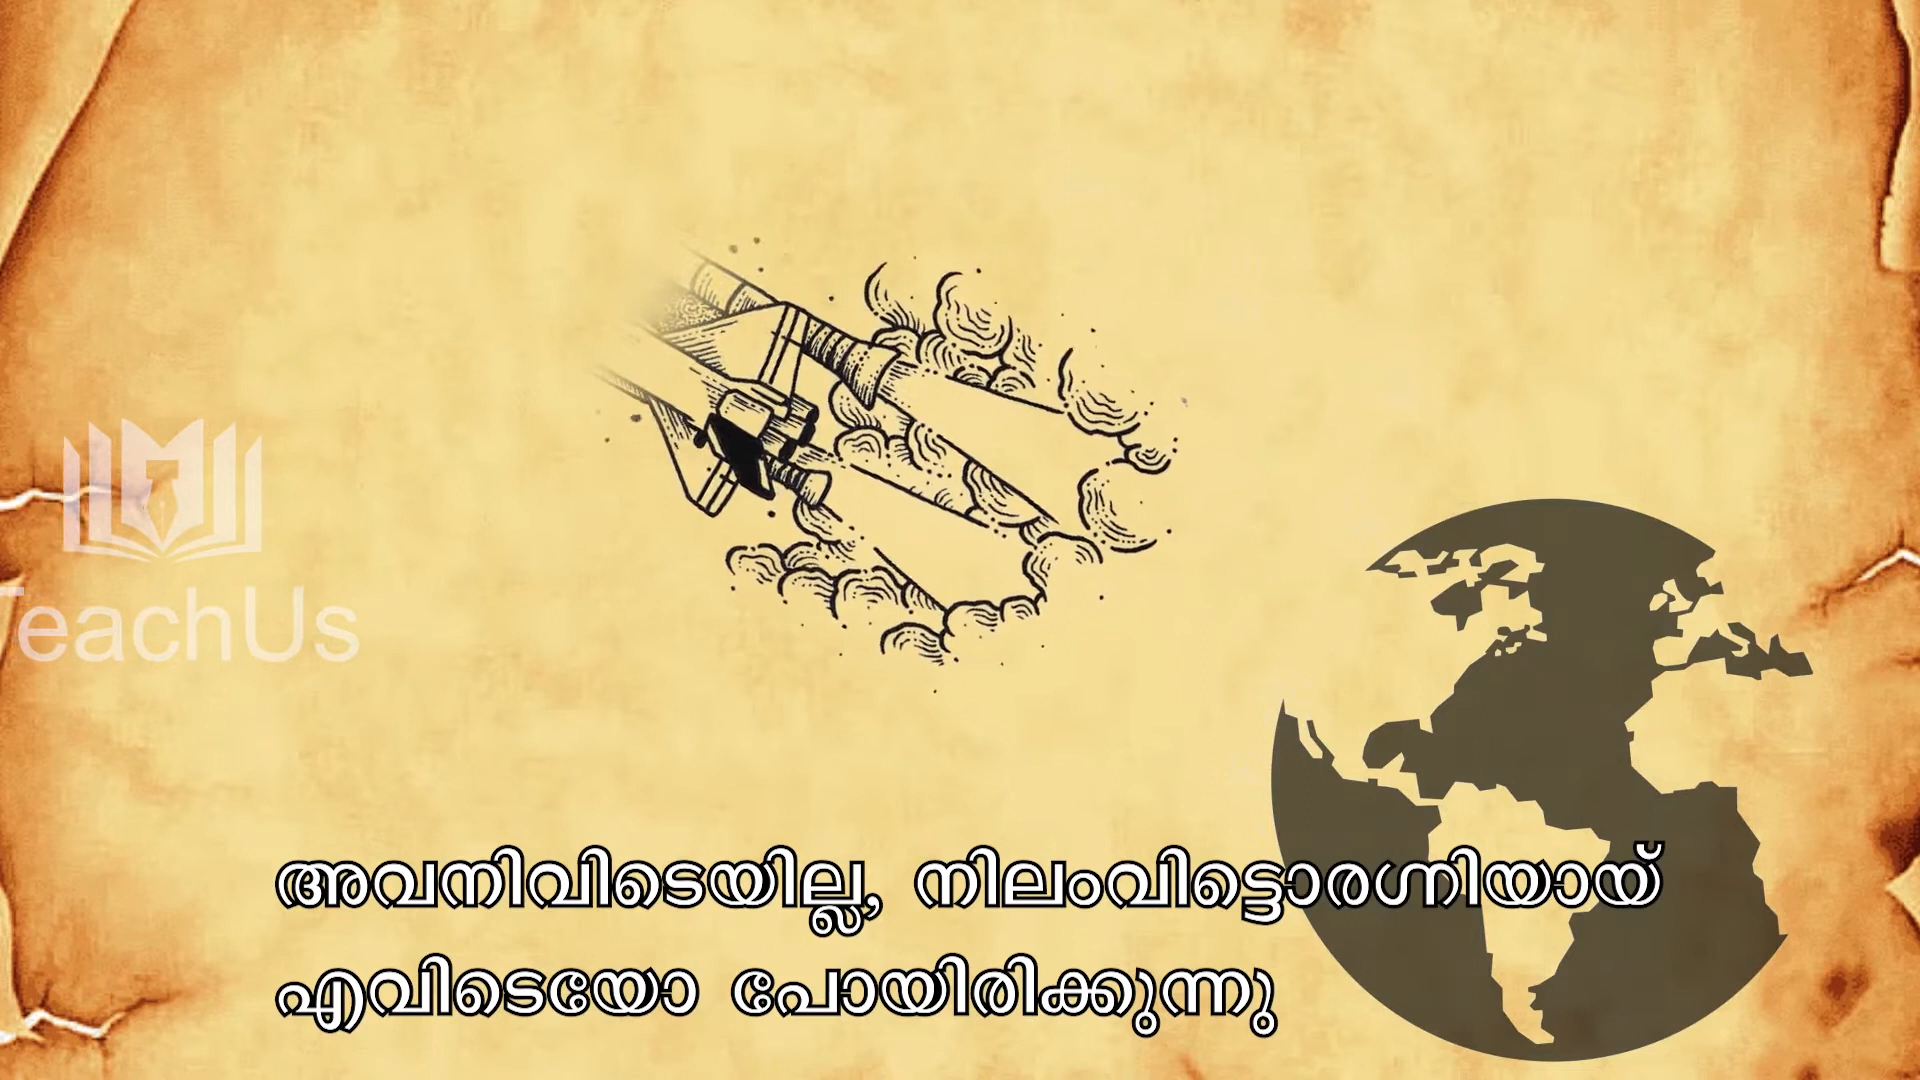 TeachUs
അവനിവിടെയില്ല, നിലംവിട്ടൊരഗ്നിയായ്
എവിടെയോ പോയിരിക്കുന്നു